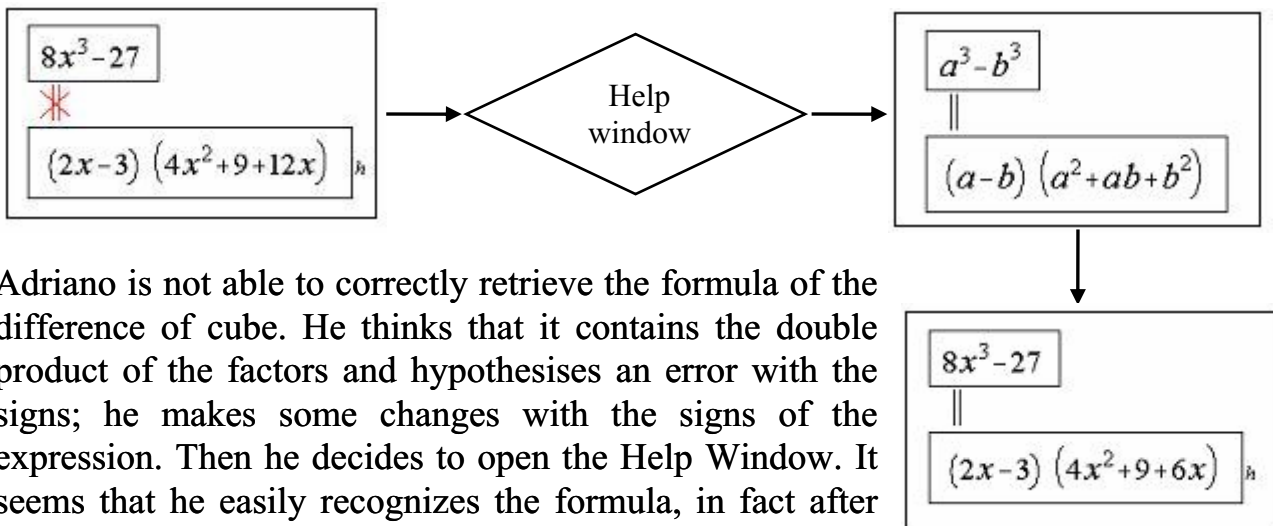 8x³-27
(2x-3) (4x²+9+12x) h
Help
window
a³-b³
||
(a-b) (a²+ab+b²)
Adriano is not able to correctly retrieve the formula of the
difference of cube. He thinks that it contains the double
product of the factors and hypothesises an error with the
signs; he makes some changes with the signs of the
expression. Then he decides to open the Help Window. It
seems that he easily recognizes the formula, in fact after
8x³-27
||
(2x-3) (4x²+9+6x) h